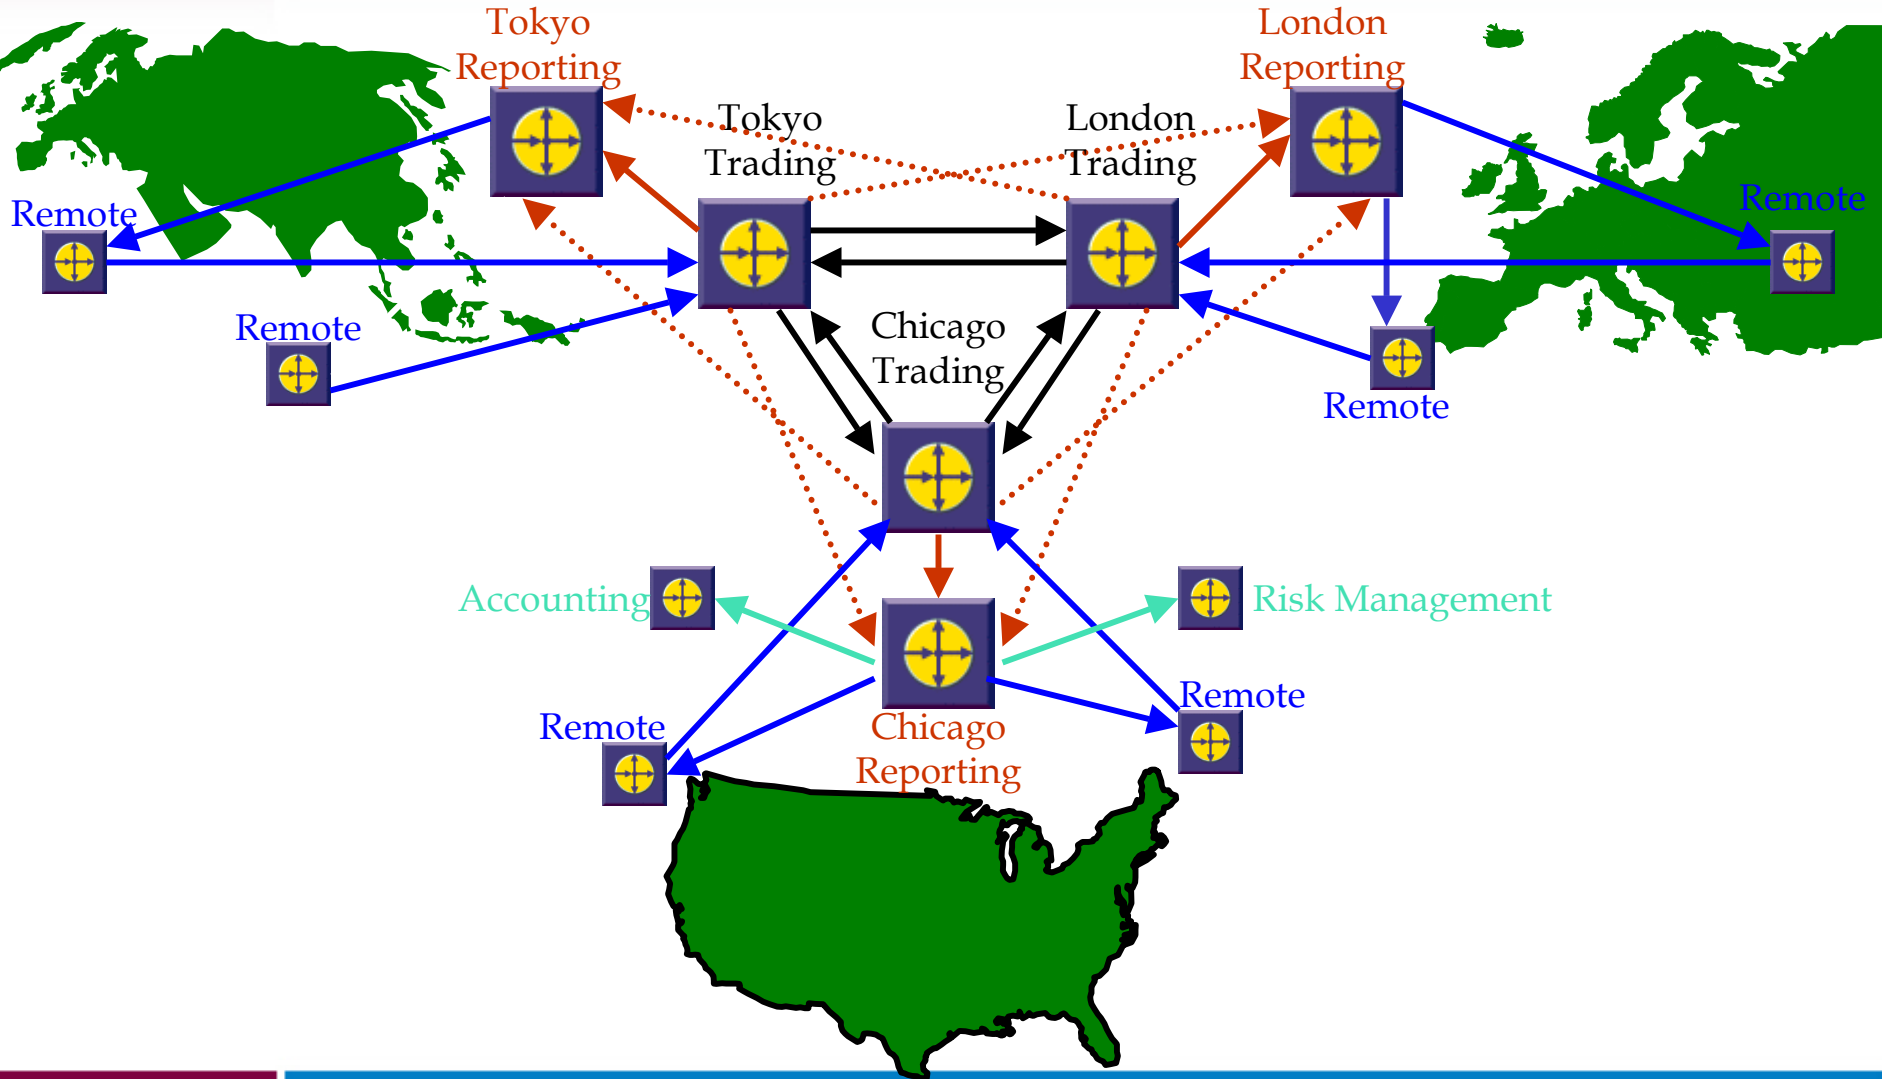 Tokyo
Reporting
London
Reporting
Tokyo
Trading
London
Trading
Remote
Remote
Remote
Chicago
Trading
Remote
Accounting
Risk Management
Remote
Remote
Chicago
Reporting